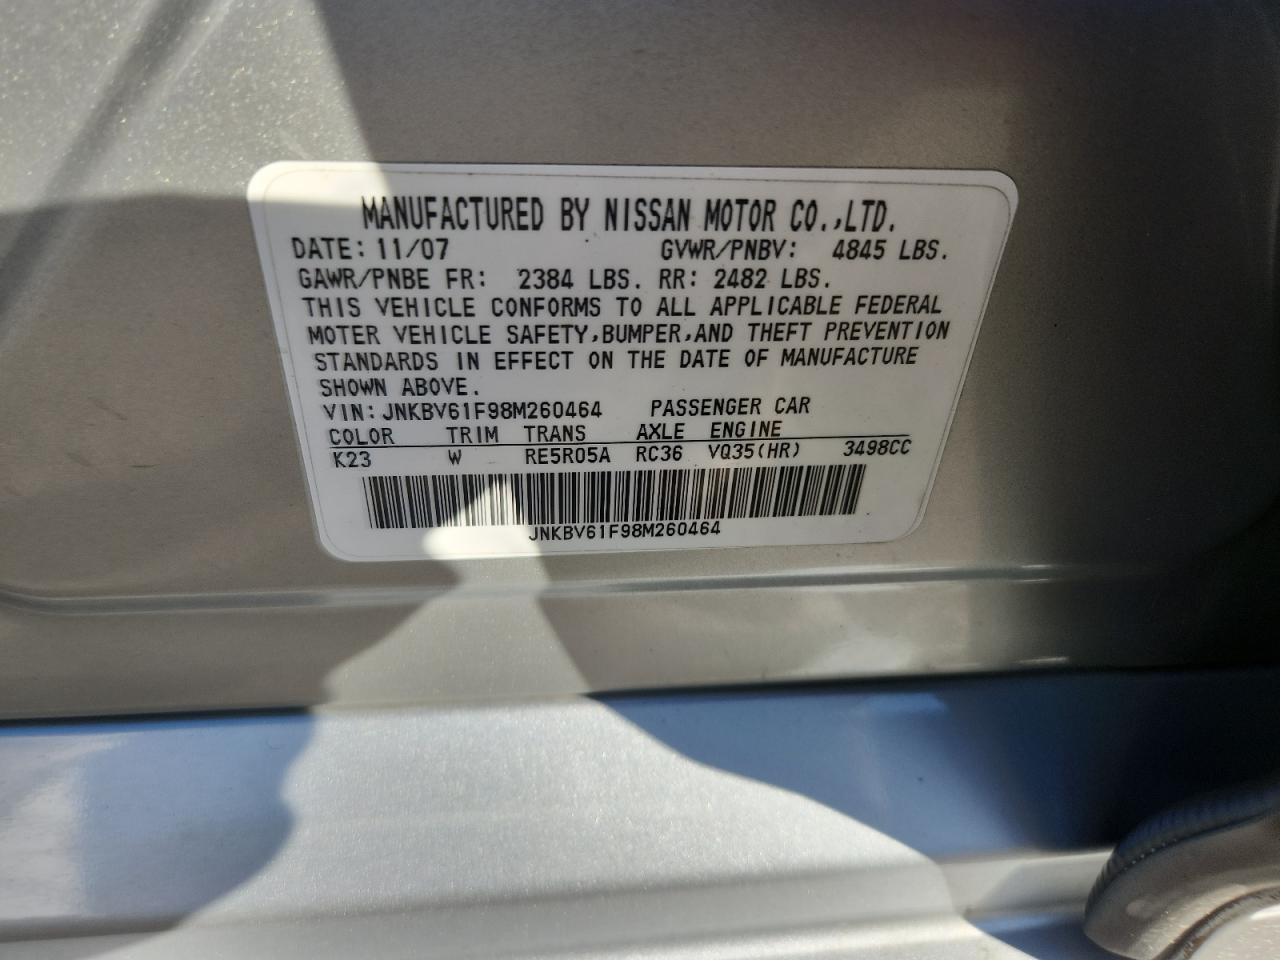 MANUFACTURED BY NISSAN MOTOR CO.,LTD.
DATE: 11/07 GVWR/PNBV: 4845 LBS.
GAWR/PNBE FR: 2384 LBS. RR: 2482 LBS.
THIS VEHICLE CONFORMS TO ALL APPLICABLE FEDERAL
MOTER VEHICLE SAFETY,BUMPER,AND THEFT PREVENTION
STANDARDS IN EFFECT ON THE DATE OF MANUFACTURE
SHOWN ABOVE.
VIN: JNKBV61F98M260464 PASSENGER CAR
COLOR TRIM TRANS AXLE ENGINE
K23 W RE5R05A RC36 VQ35(HR) 3498CC
JNKBV61F98M260464